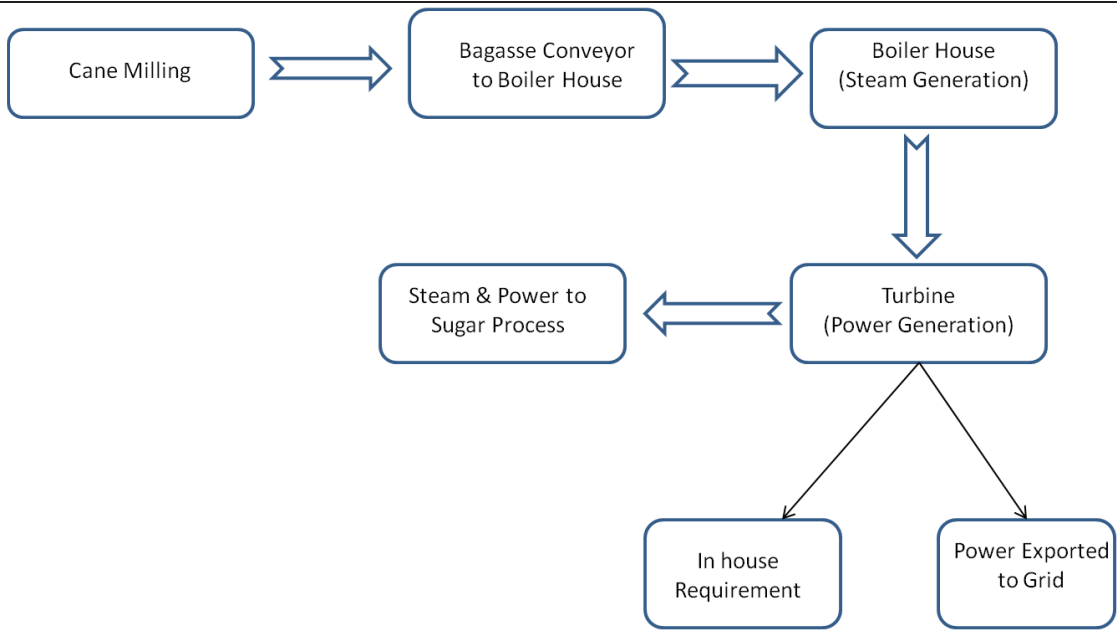 Cane Milling
Bagasse Conveyor
to Boiler House
Boiler House
(Steam Generation)
Steam & Power to
Sugar Process
Turbine
(Power Generation)
In house
Requirement
Power Exported
to Grid